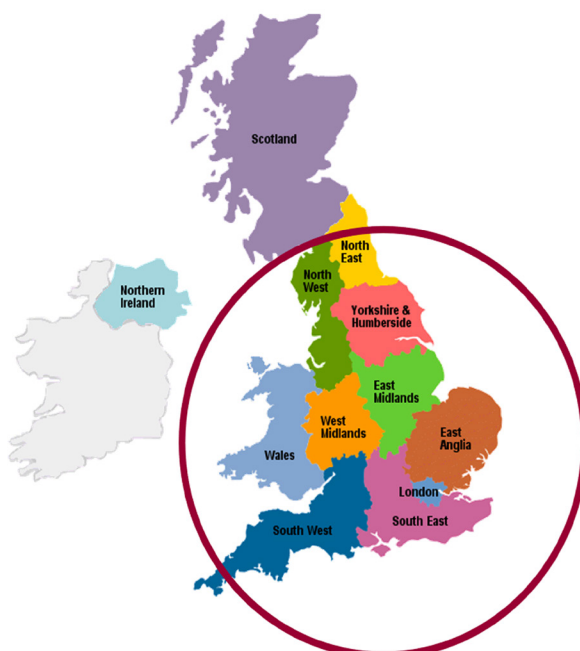 Scotland
North
East
North
West
Northern
Ireland
Yorkshire &
Humberside
East
Midlands
West
Midlands
East
Anglia
Wales
London
South East
South West